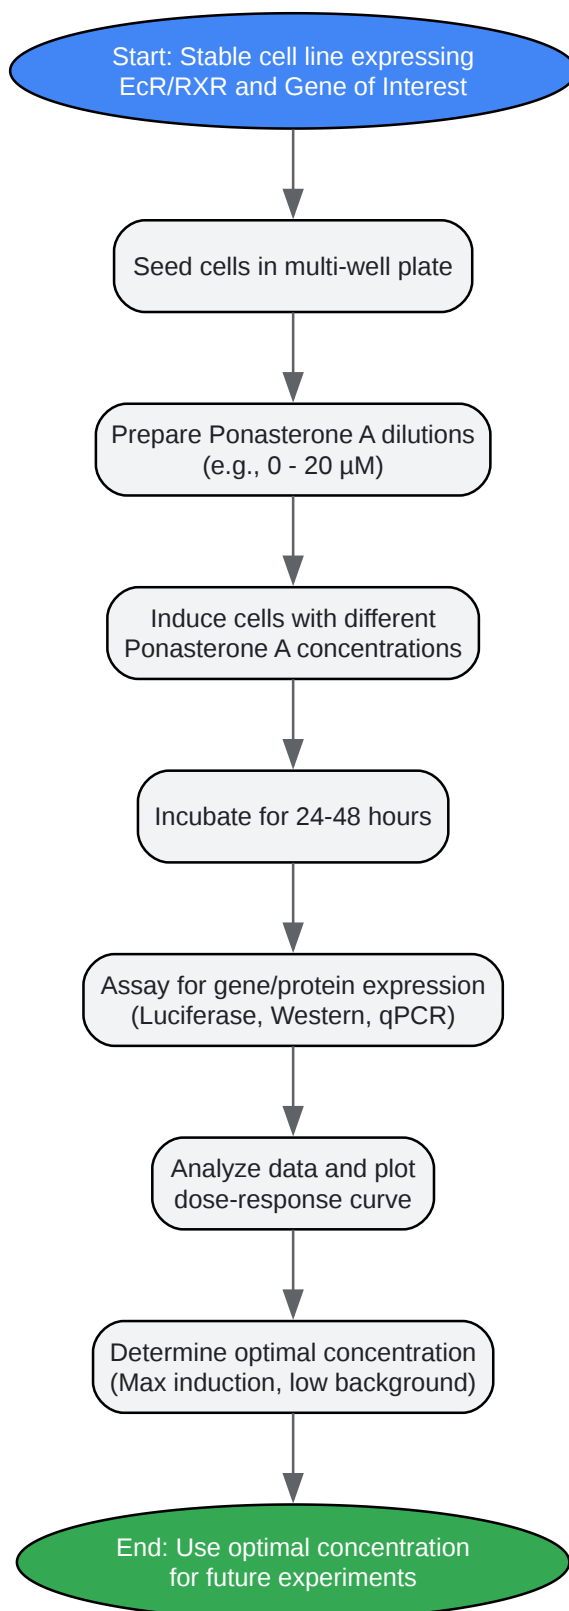 Start: Stable cell line expressing
EcR/RXR and Gene of Interest
Seed cells in multi-well plate
Prepare Ponasterone A dilutions
(e.g., 0 - 20 µM)
Induce cells with different
Ponasterone A concentrations
Incubate for 24-48 hours
Assay for gene/protein expression
(Luciferase, Western, qPCR)
Analyze data and plot
dose-response curve
Determine optimal concentration
(Max induction, low background)
End: Use optimal concentration
for future experiments